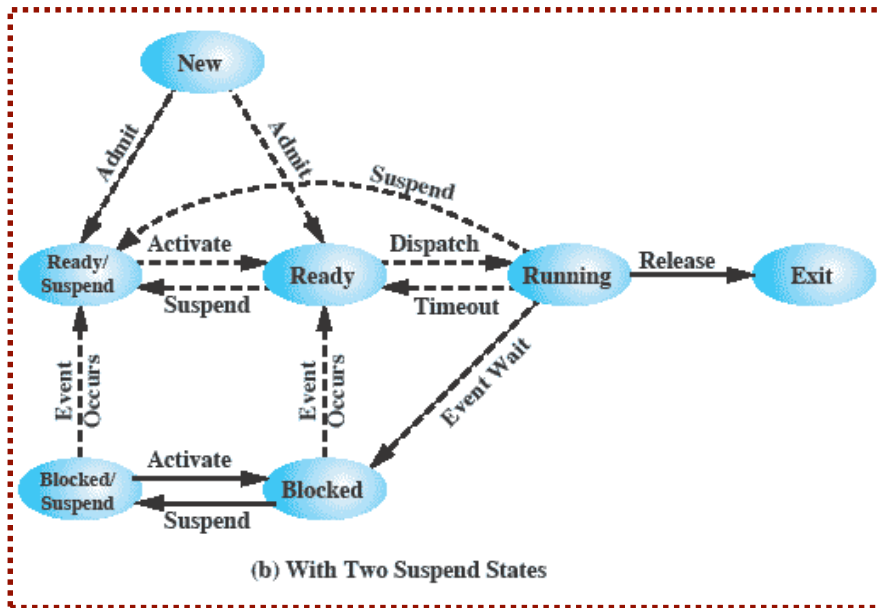 New
Admit
Admit
Suspend
Ready/
Suspend
Activate
Suspend
Ready
Dispatch
Timeout
Running
Release
Exit
Event
Occurs
Event
Occurs
Event Wait
Blocked/
Suspend
Activate
Suspend
Blocked
(b) With Two Suspend States